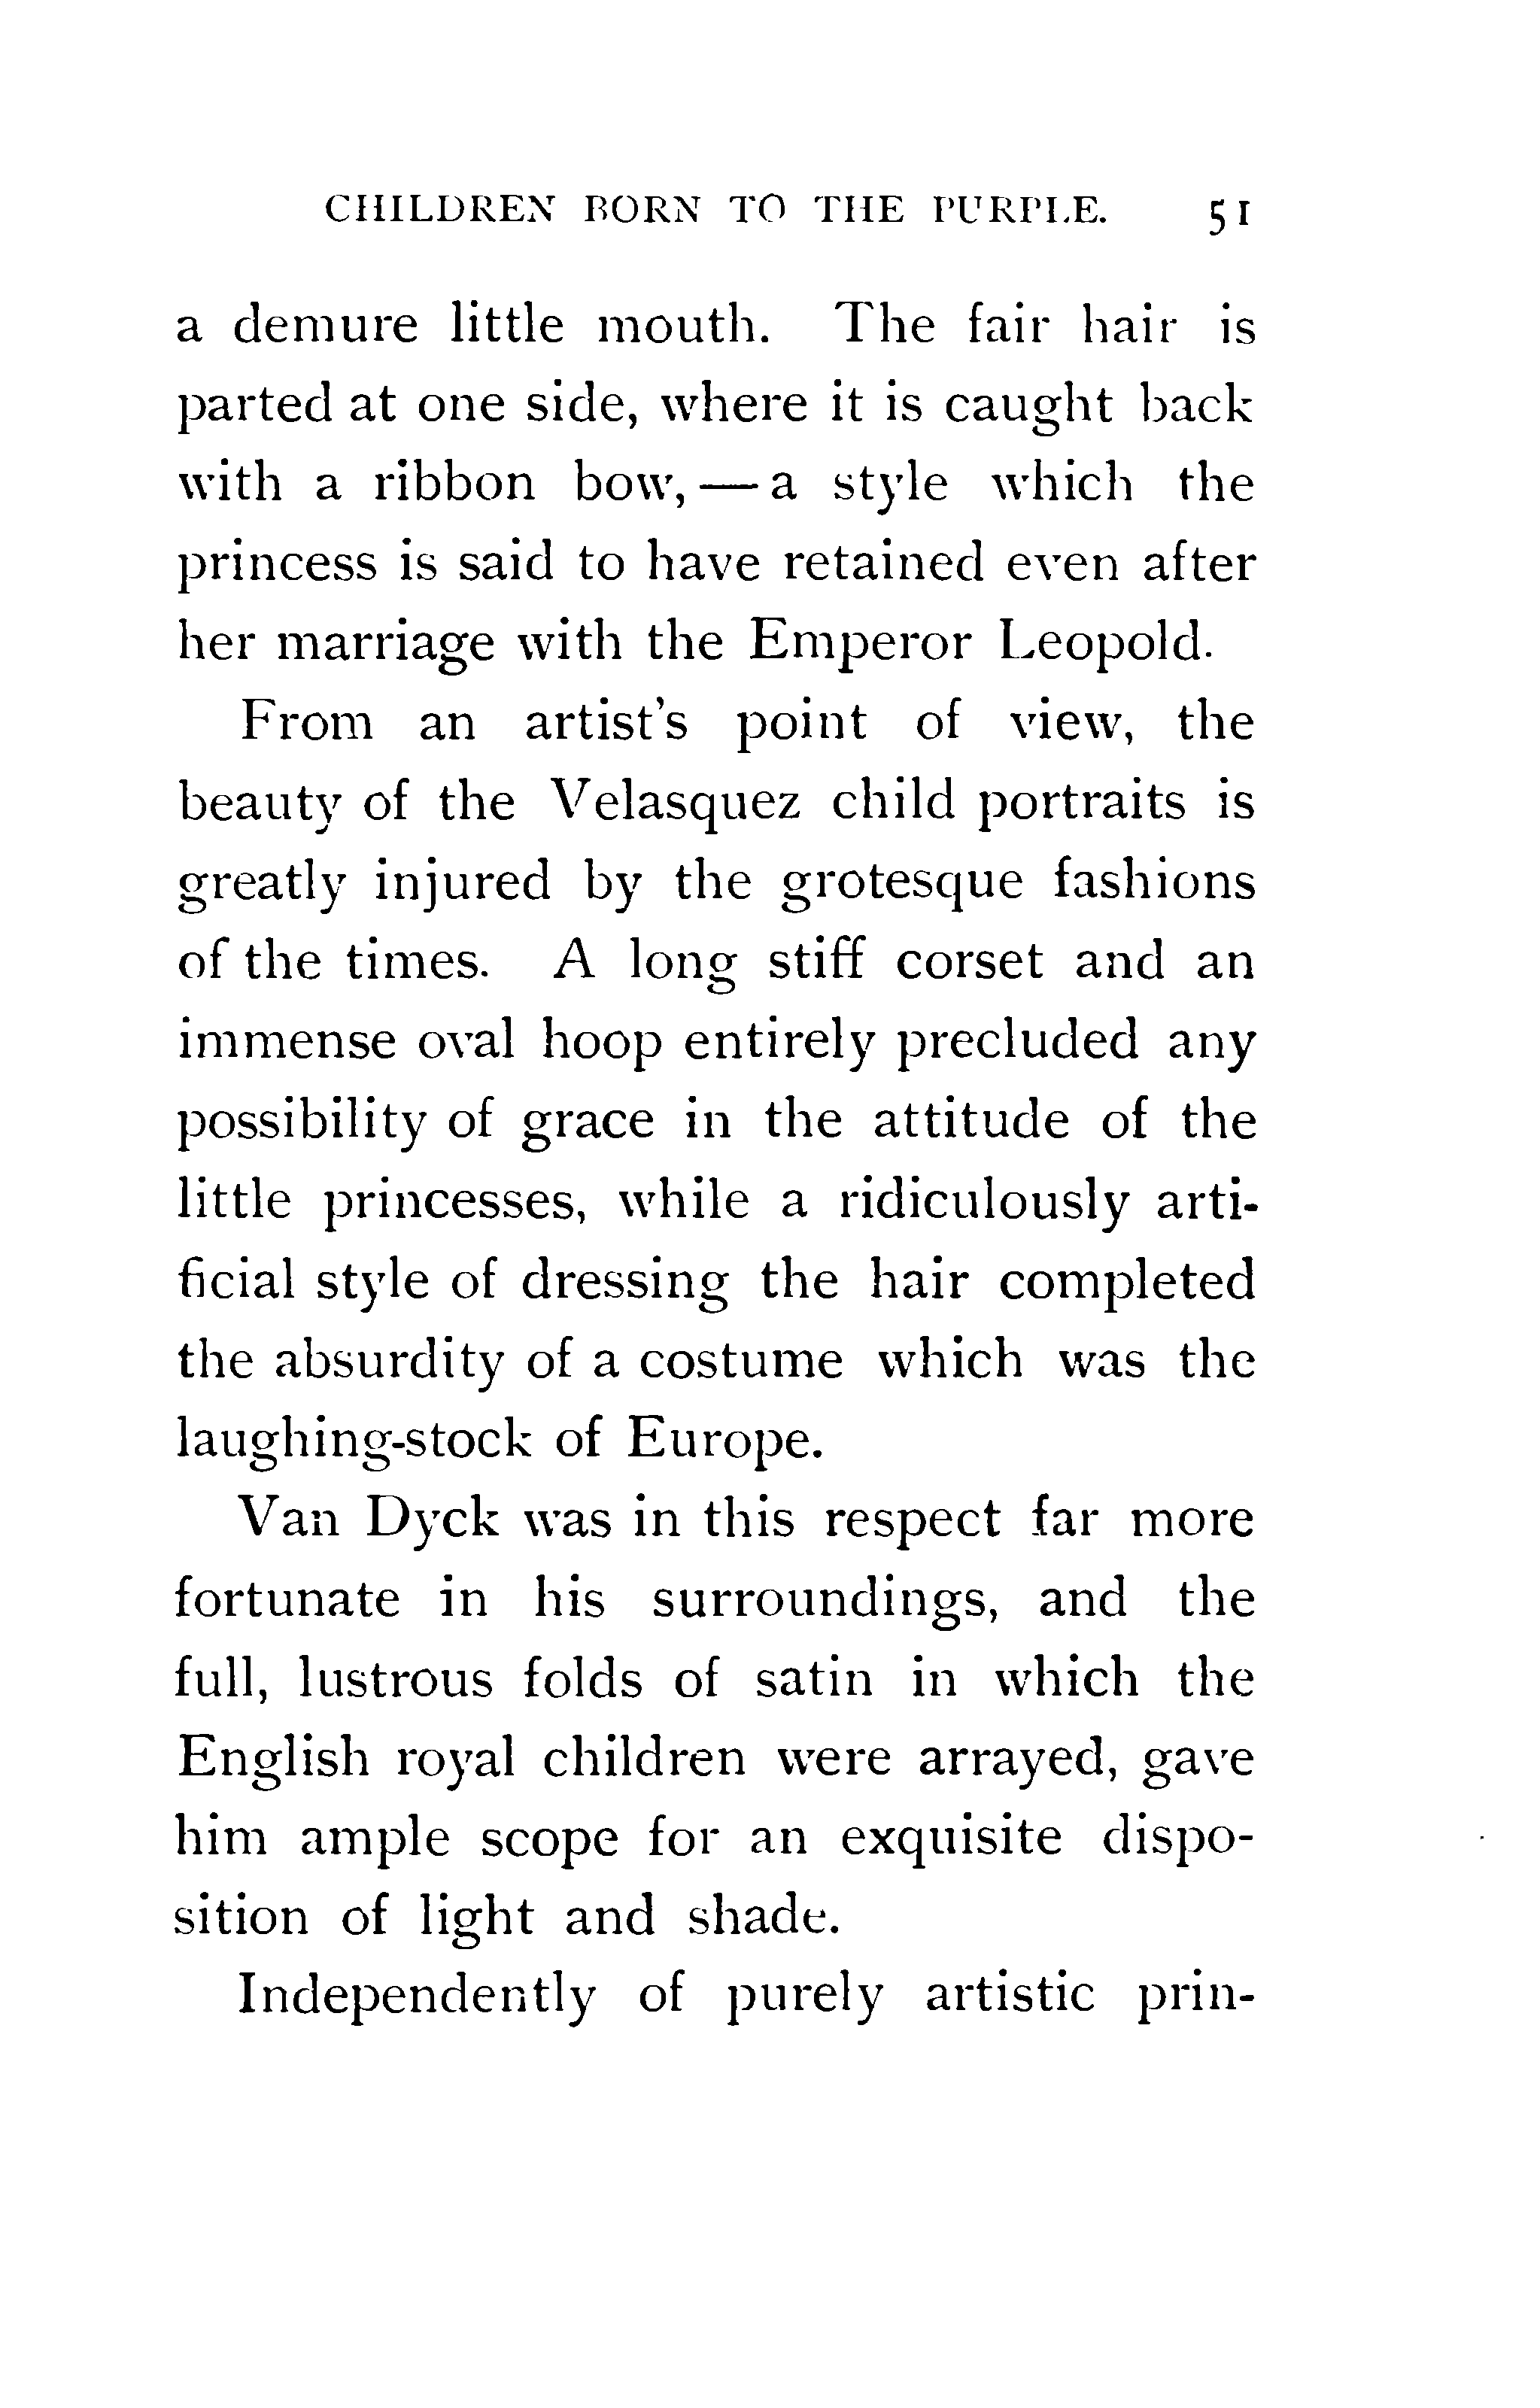 CHILDREN BORN TO THE PURPLE. 51
a demure little mouth. The fair hair is
parted at one side, where it is caught back
with a ribbon bow, — a style which the
princess is said to have retained even after
her marriage with the Emperor Leopold.
From an artist's point of view, the
beauty of the Velasquez child portraits is
greatly injured by the grotesque fashions
of the times. A long stiff corset and an
immense oval hoop entirely precluded any
possibility of grace in the attitude of the
little princesses, while a ridiculously arti-
ficial style of dressing the hair completed
the absurdity of a costume which was the
laughing-stock of Europe.
Van Dyck was in this respect far more
fortunate in his surroundings, and the
full, lustrous folds of satin in which the
English royal children were arrayed, gave
him ample scope for an exquisite dispo-
sition of light and shade.
Independently of purely artistic prin-